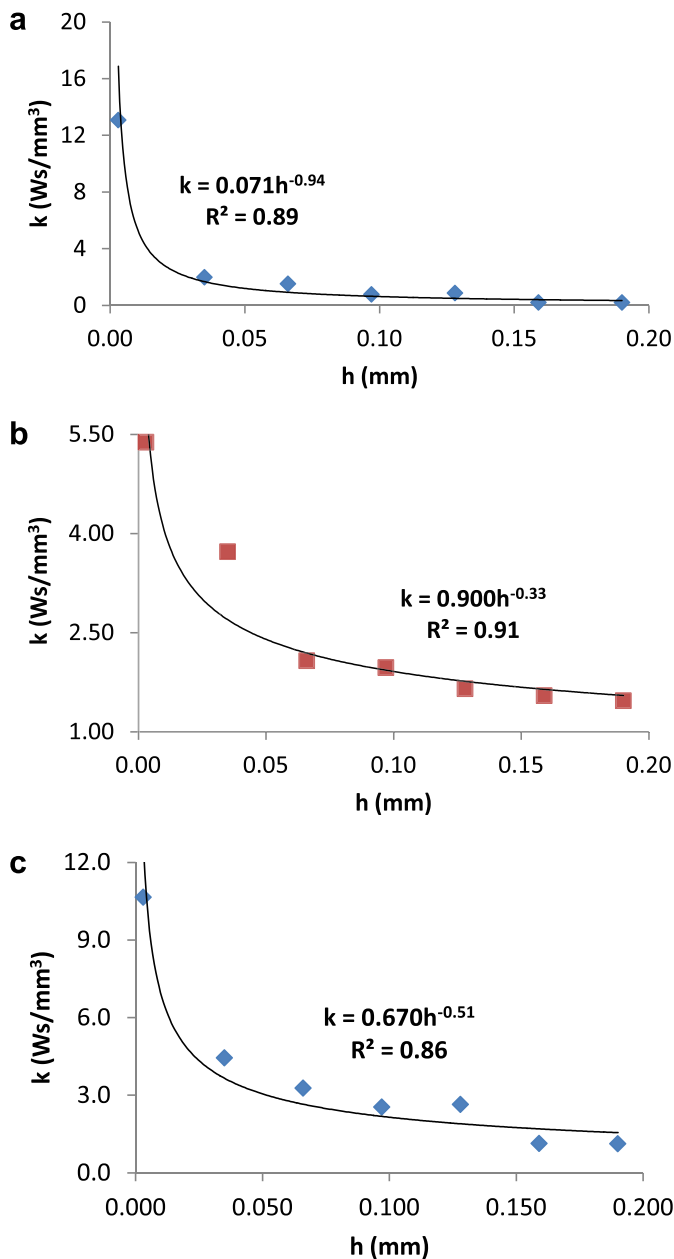 a
20
16
12
8
4
0
k (Ws/mm³)
k = 0.071h⁻⁰·⁹⁴
R² = 0.89
0.00 0.05 0.10 0.15 0.20
h (mm)
b
5.50
4.00
2.50
1.00
k (Ws/mm³)
k = 0.900h⁻⁰·³³
R² = 0.91
0.00 0.05 0.10 0.15 0.20
h (mm)
c
12.0
9.0
6.0
3.0
0.0
k (Ws/mm³)
k = 0.670h⁻⁰·⁵¹
R² = 0.86
0.000 0.050 0.100 0.150 0.200
h (mm)